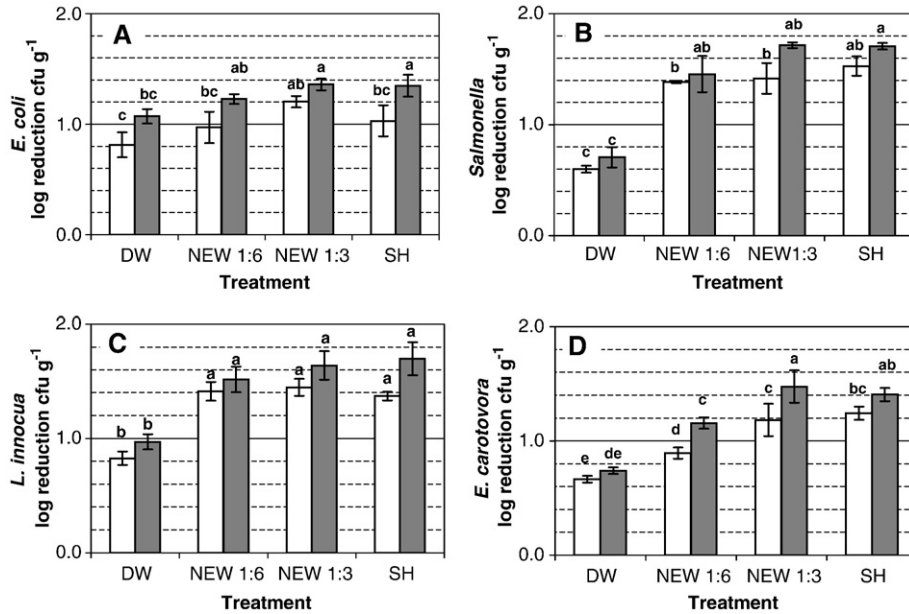 A
2.0
1.0
0.0
E. coli
log reduction cfu g-1
c bc bc ab ab a bc a
DW NEW 1:6 NEW 1:3 SH
Treatment
B
2.0
1.0
0.0
Salmonella
log reduction cfu g-1
c c b ab b ab ab a
DW NEW 1:6 NEW1:3 SH
Treatment
C
2.0
1.0
0.0
L. innocua
log reduction cfu g-1
b b a a a a a a
DW NEW 1:6 NEW 1:3 SH
Treatment
D
2.0
1.0
0.0
E. carotovora
log reduction cfu g-1
e de d c c a bc ab
DW NEW 1:6 NEW 1:3 SH
Treatment